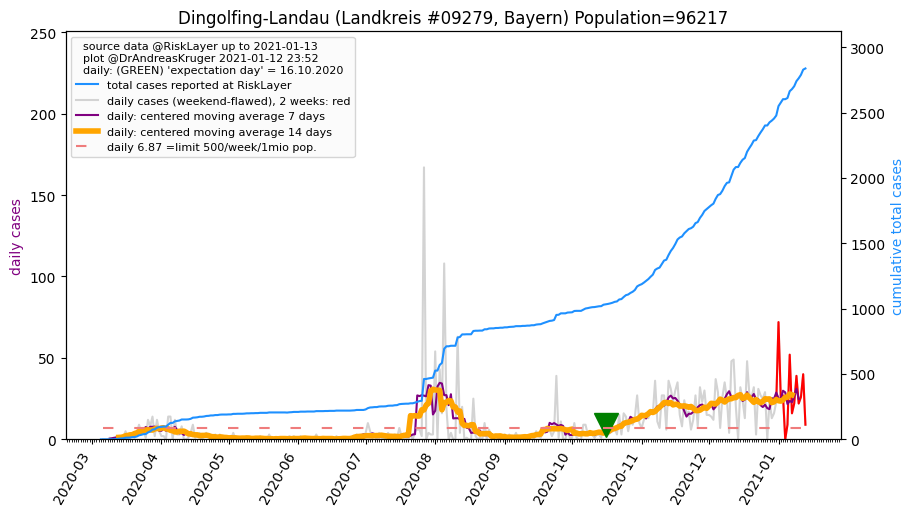 Dingolfing-Landau (Landkreis #09279, Bayern) Population=96217
source data @RiskLayer up to 2021-01-13
plot @DrAndreasKruger 2021-01-12 23:52
daily: (GREEN) 'expectation day' = 16.10.2020
total cases reported at RiskLayer
daily cases (weekend-flawed), 2 weeks: red
daily: centered moving average 7 days
daily: centered moving average 14 days
daily 6.87 =limit 500/week/1mio pop.
daily cases
250
200
150
100
50
0
cumulative total cases
3000
2500
2000
1500
1000
500
0
2020-03
2020-04
2020-05
2020-06
2020-07
2020-08
2020-09
2020-10
2020-11
2020-12
2021-01